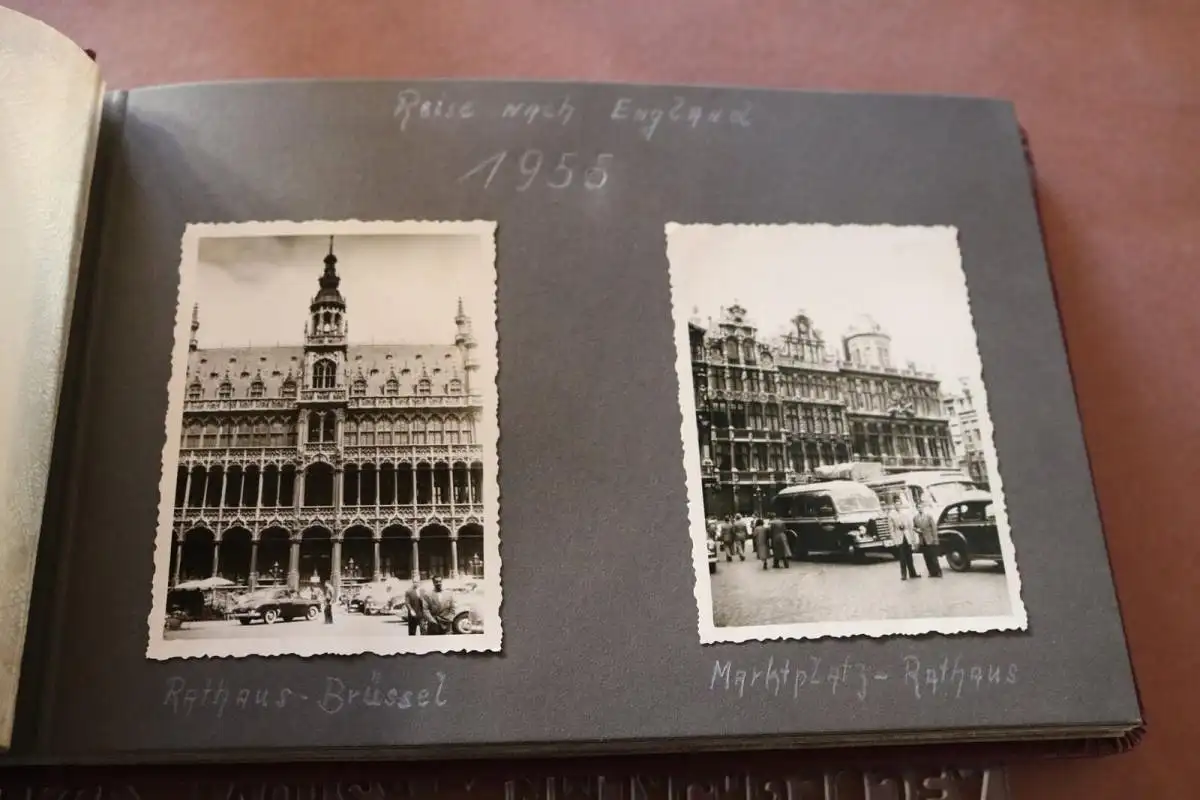 Reise nach England
1955
Rathaus-Brüssel
Marktplatz-Rathaus